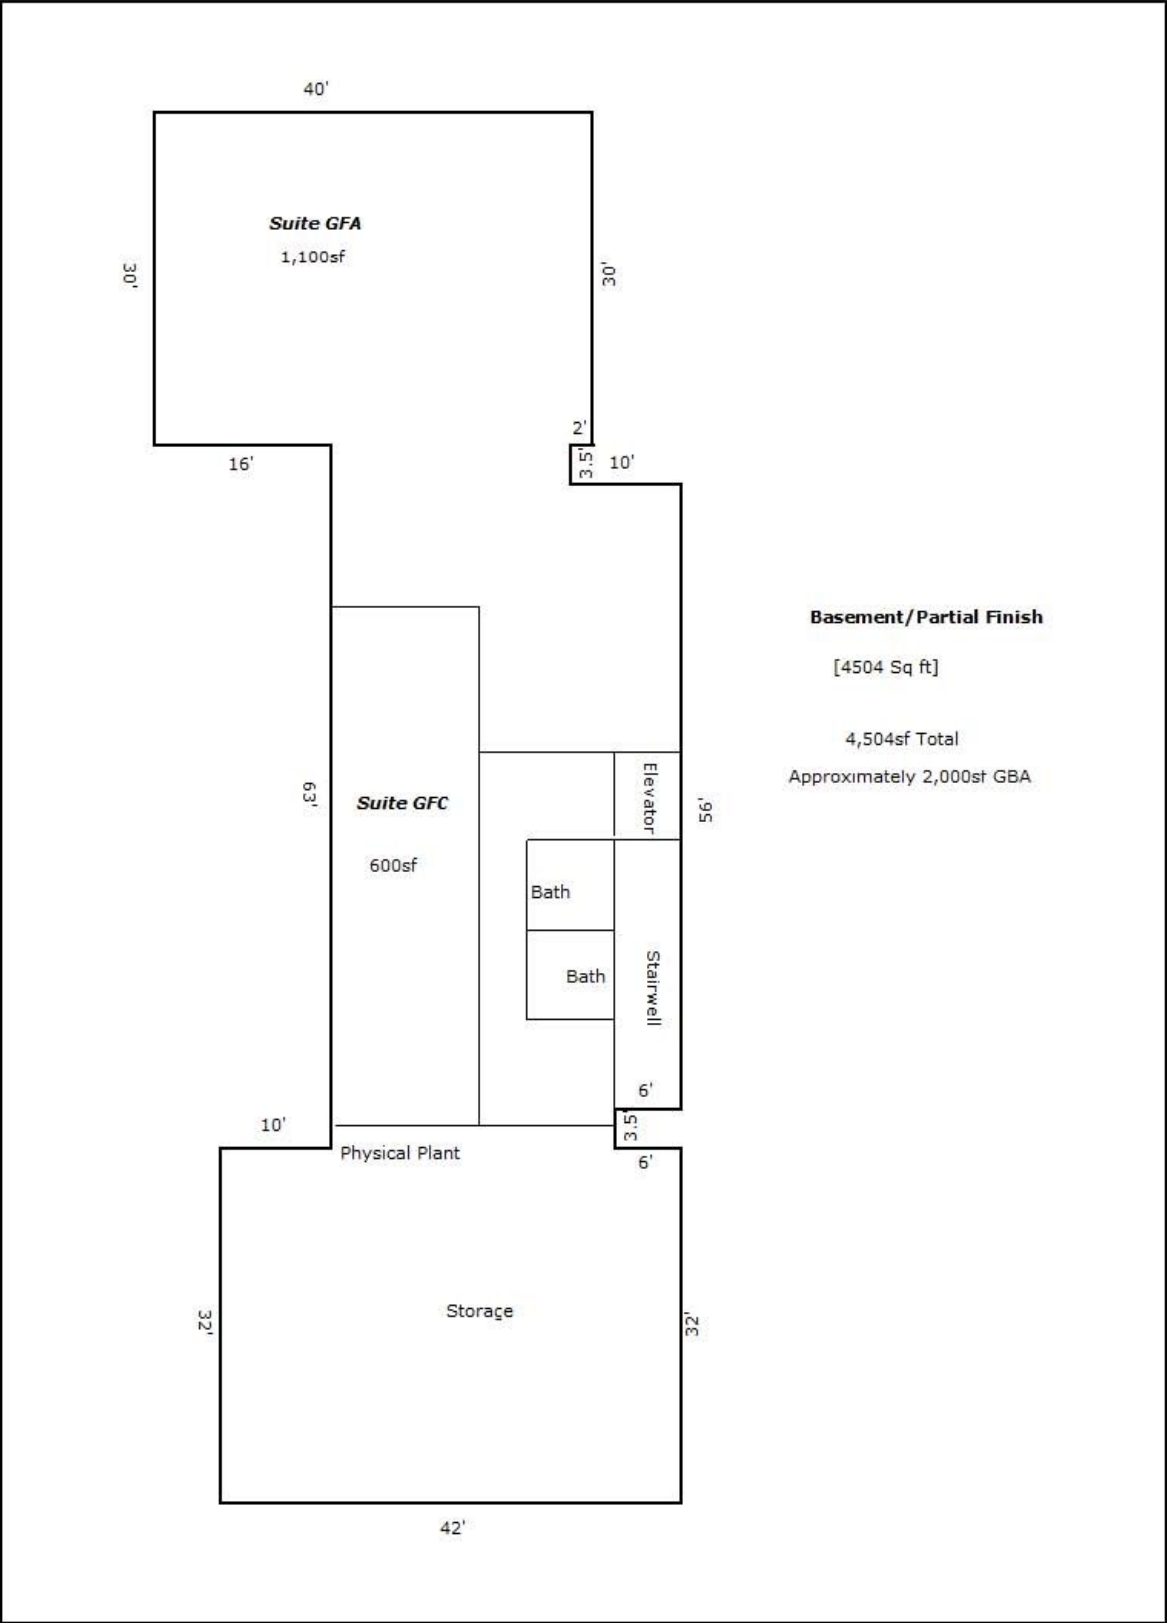 40'
Suite GFA
1,100sf
30'
30'
2'
3.5'
10'
16'
Basement/Partial Finish
[4504 Sq ft]
4,504sf Total
Approximately 2,000sf GBA
Elevator
63'
Suite GFC
56'
600sf
Bath
Bath
Stairwell
6'
3.5'
10'
Physical Plant
6'
Storage
32'
32'
42'